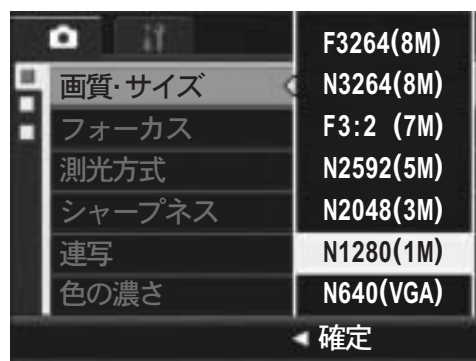 画質・サイズ
フォーカス
測光方式
シャープネス
連写
色の濃さ
F3264(8M)
N3264(8M)
F3:2 (7M)
N2592(5M)
N2048(3M)
N1280(1M)
N640(VGA)
確定